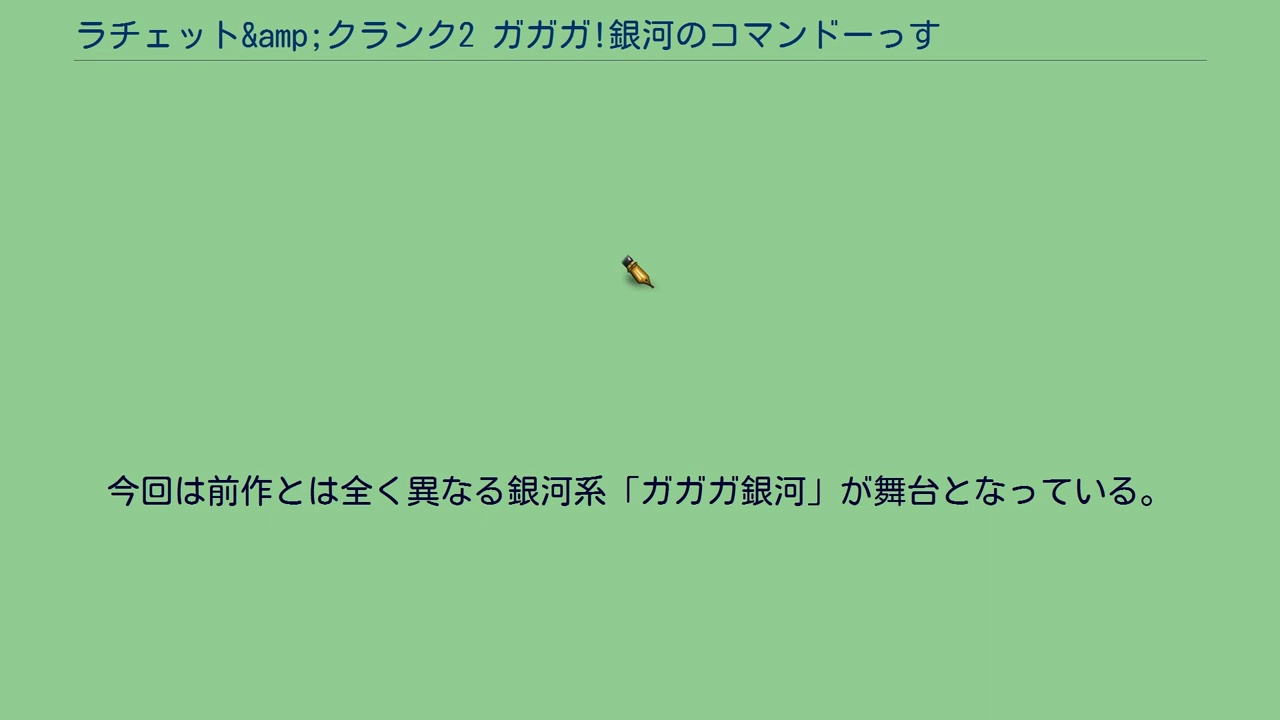 ラチェット&amp;クランク2 ガガガ!銀河のコマンドーっす
今回は前作とは全く異なる銀河系「ガガガ銀河」が舞台となっている。